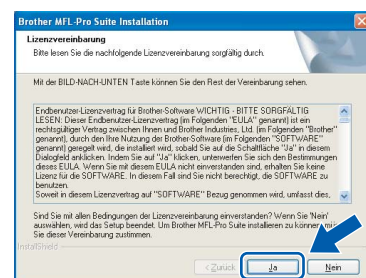 Brother MFL-Pro Suite Installation
Lizenzvereinbarung
Bitte lesen Sie die nachfolgende Lizenzvereinbarung sorgfältig durch.
Mit der BILD-NACH-UNTEN Taste können Sie den Rest der Vereinbarung sehen.
Endbenutzer-Lizenzvertrag für Brother-Software WICHTIG - BITTE SORGFÄLTIG
LESEN: Dieser Endbenutzer-Lizenzvertrag (im Folgenden "EULA" genannt) ist ein
rechtsgültiger Vertrag zwischen Ihnen und Brother Industries, Ltd. (im Folgenden "Brother"
genannt), durch den Ihre Nutzung der Brother-Software (im Folgenden "SOFTWARE"
genannt) geregelt wird, die installiert wird, sobald Sie auf die Schaltfläche "Ja" in diesem
Dialogfeld anklicken. Indem Sie auf "Ja" klicken, unterwerfen Sie sich den Bestimmungen
dieses EULA. Wenn Sie mit diesem EULA nicht einverstanden sind, erhalten Sie keine
Lizenz für die SOFTWARE. In diesem Fall sind Sie nicht berechtigt, die SOFTWARE zu
benutzen.
Soweit in diesem Lizenzvertrag auf "SOFTWARE" Bezug genommen wird, umfasst dies,
Sind Sie mit allen Bedingungen der Lizenzvereinbarung einverstanden? Wenn Sie 'Nein'
auswählen, wird das Setup beendet. Um Brother MFL-Pro Suite installieren zu können,
Sie dieser Vereinbarung zustimmen.
InstallShield
< Zurück
Ja
Nein